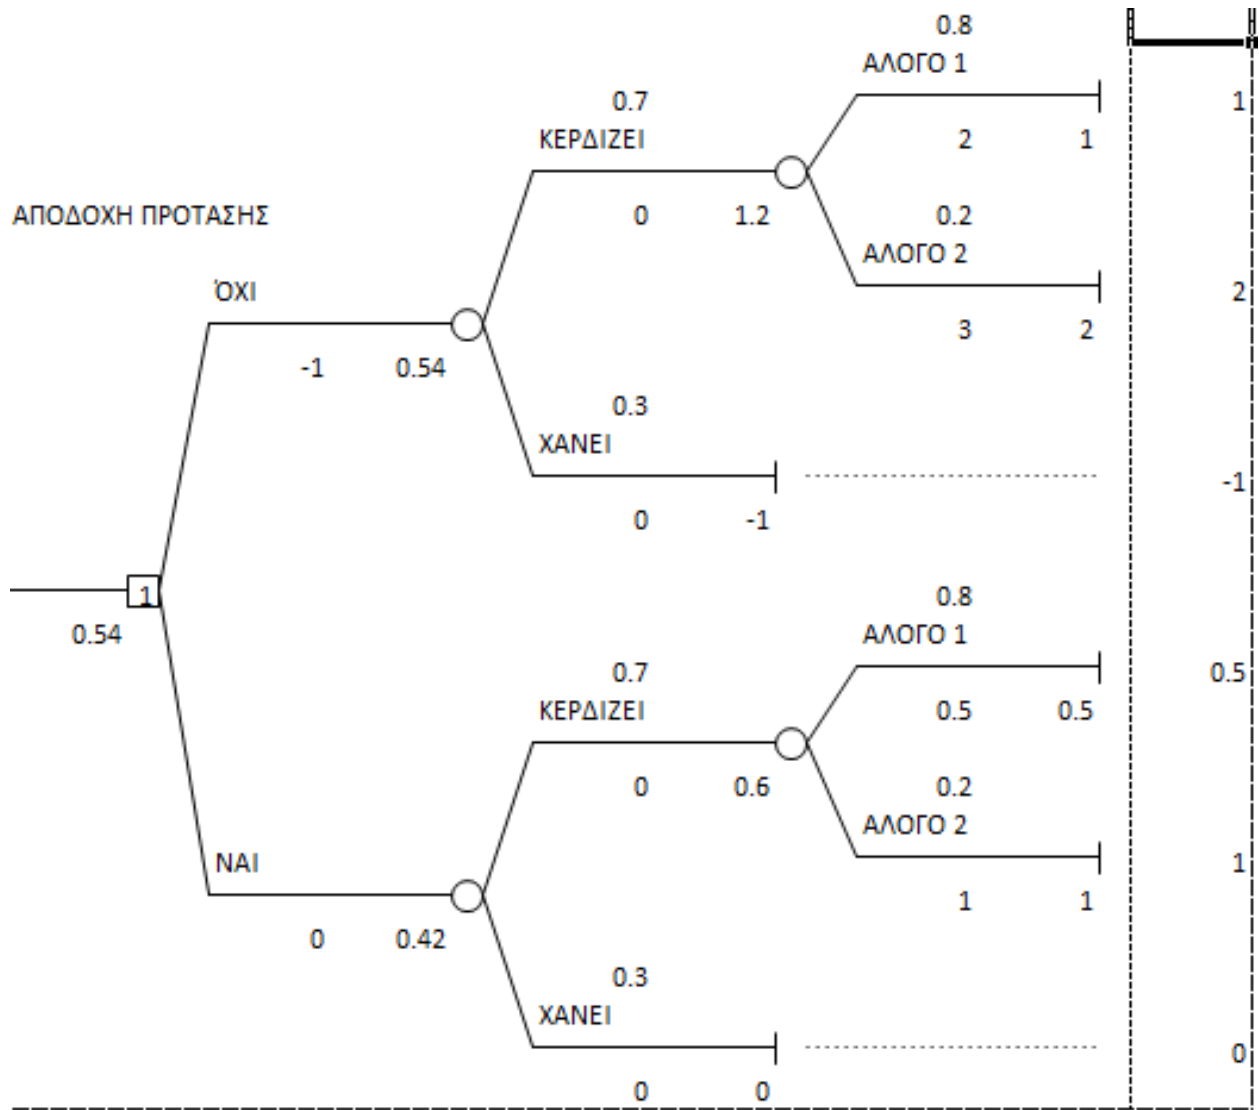 0.8
ΑΛΟΓΟ 1
0.7 1
ΚΕΡΔΙΖΕΙ 2 1
ΑΠΟΔΟΧΗ ΠΡΟΤΑΣΗΣ 0 1.2 0.2
ΑΛΟΓΟ 2
ΌΧΙ 2
3 2
-1 0.54
0.3
ΧΑΝΕΙ
-1
0 -1
1 0.8
0.54 ΑΛΟΓΟ 1
0.7 0.5
ΚΕΡΔΙΖΕΙ 0.5 0.5
0 0.6 0.2
ΑΛΟΓΟ 2
ΝΑΙ 1
1 1
0 0.42
0.3
ΧΑΝΕΙ
0
0 0